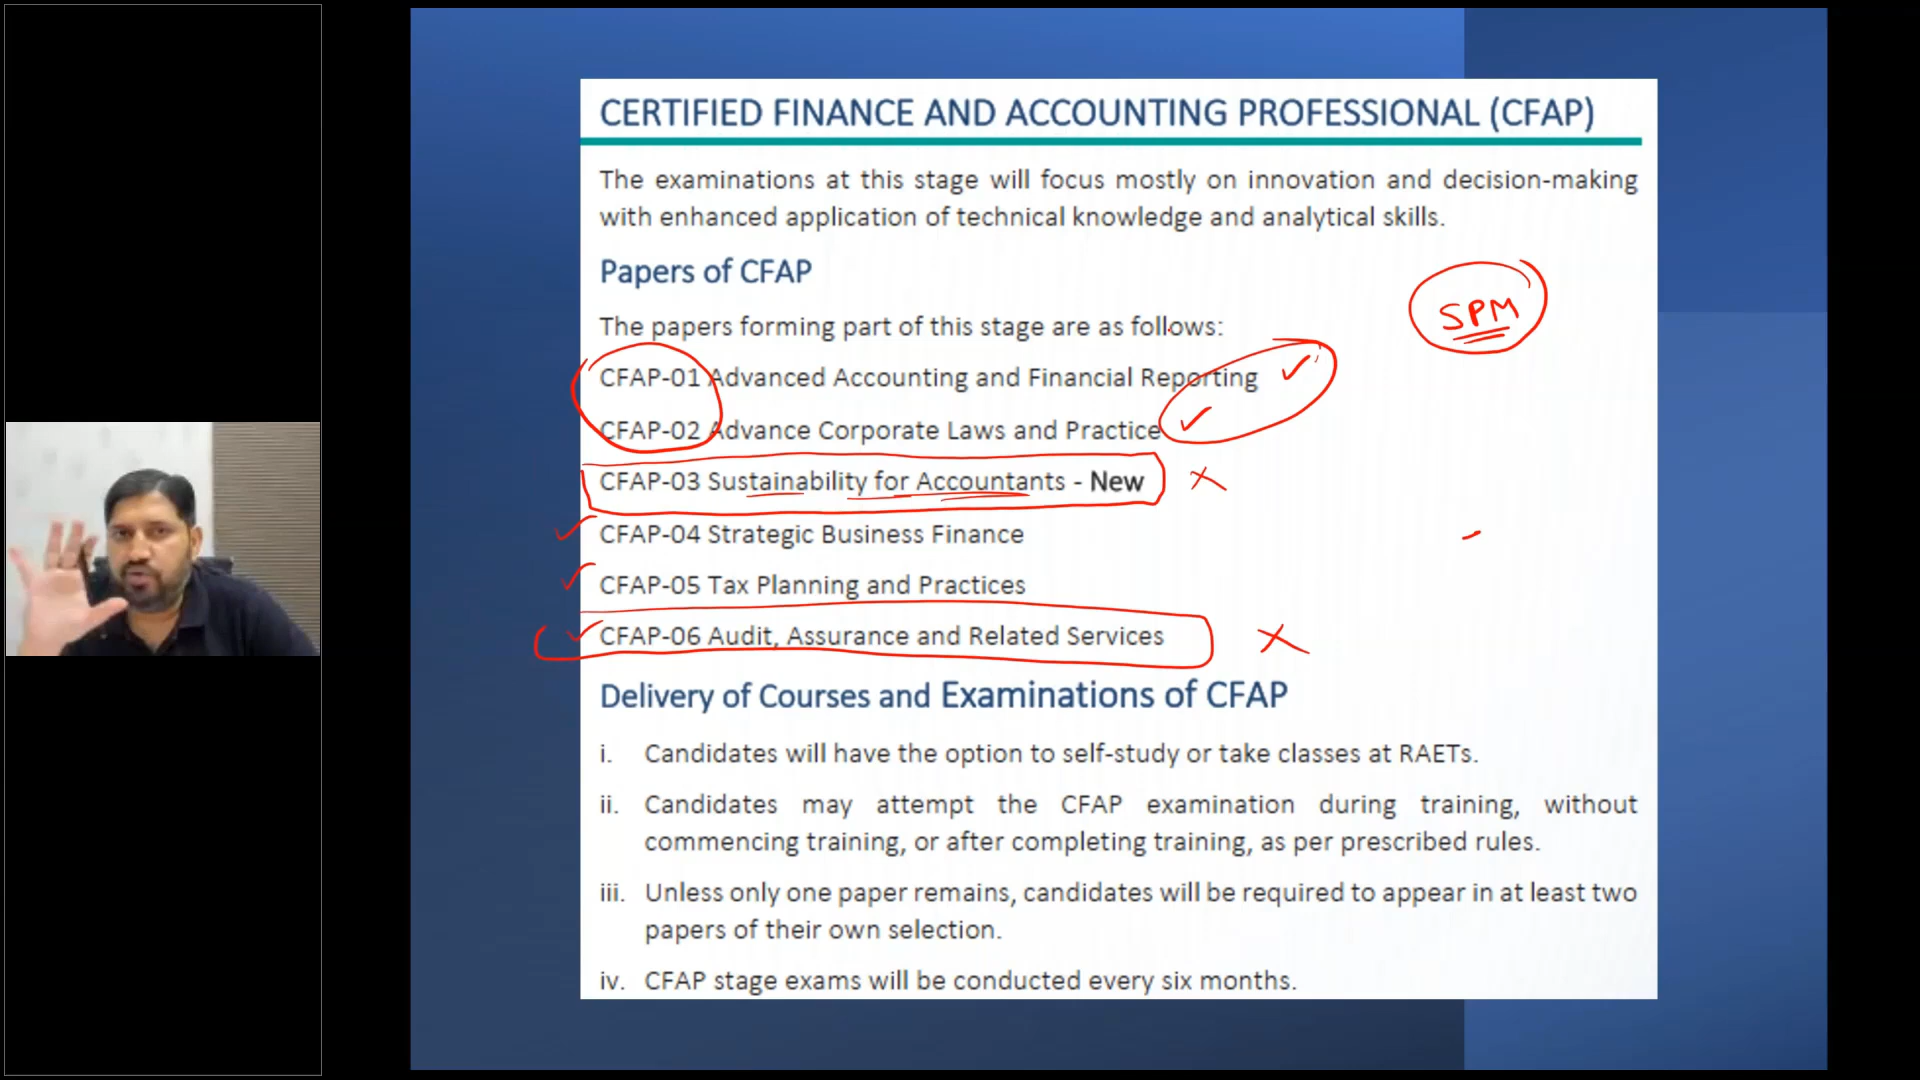 CERTIFIED FINANCE AND ACCOUNTING PROFESSIONAL (CFAP)
The examinations at this stage will focus mostly on innovation and decision-making
with enhanced application of technical knowledge and analytical skills.
Papers of CFAP
SPM
The papers forming part of this stage are as follows:
CFAP-01 Advanced Accounting and Financial Reporting
CFAP-02 Advance Corporate Laws and Practice
CFAP-03 Sustainability for Accountants - New
CFAP-04 Strategic Business Finance
CFAP-05 Tax Planning and Practices
CFAP-06 Audit, Assurance and Related Services
Delivery of Courses and Examinations of CFAP
i. Candidates will have the option to self-study or take classes at RAETs.
ii. Candidates may attempt the CFAP examination during training, without
commencing training, or after completing training, as per prescribed rules.
iii. Unless only one paper remains, candidates will be required to appear in at least two
papers of their own selection.
iv. CFAP stage exams will be conducted every six months.